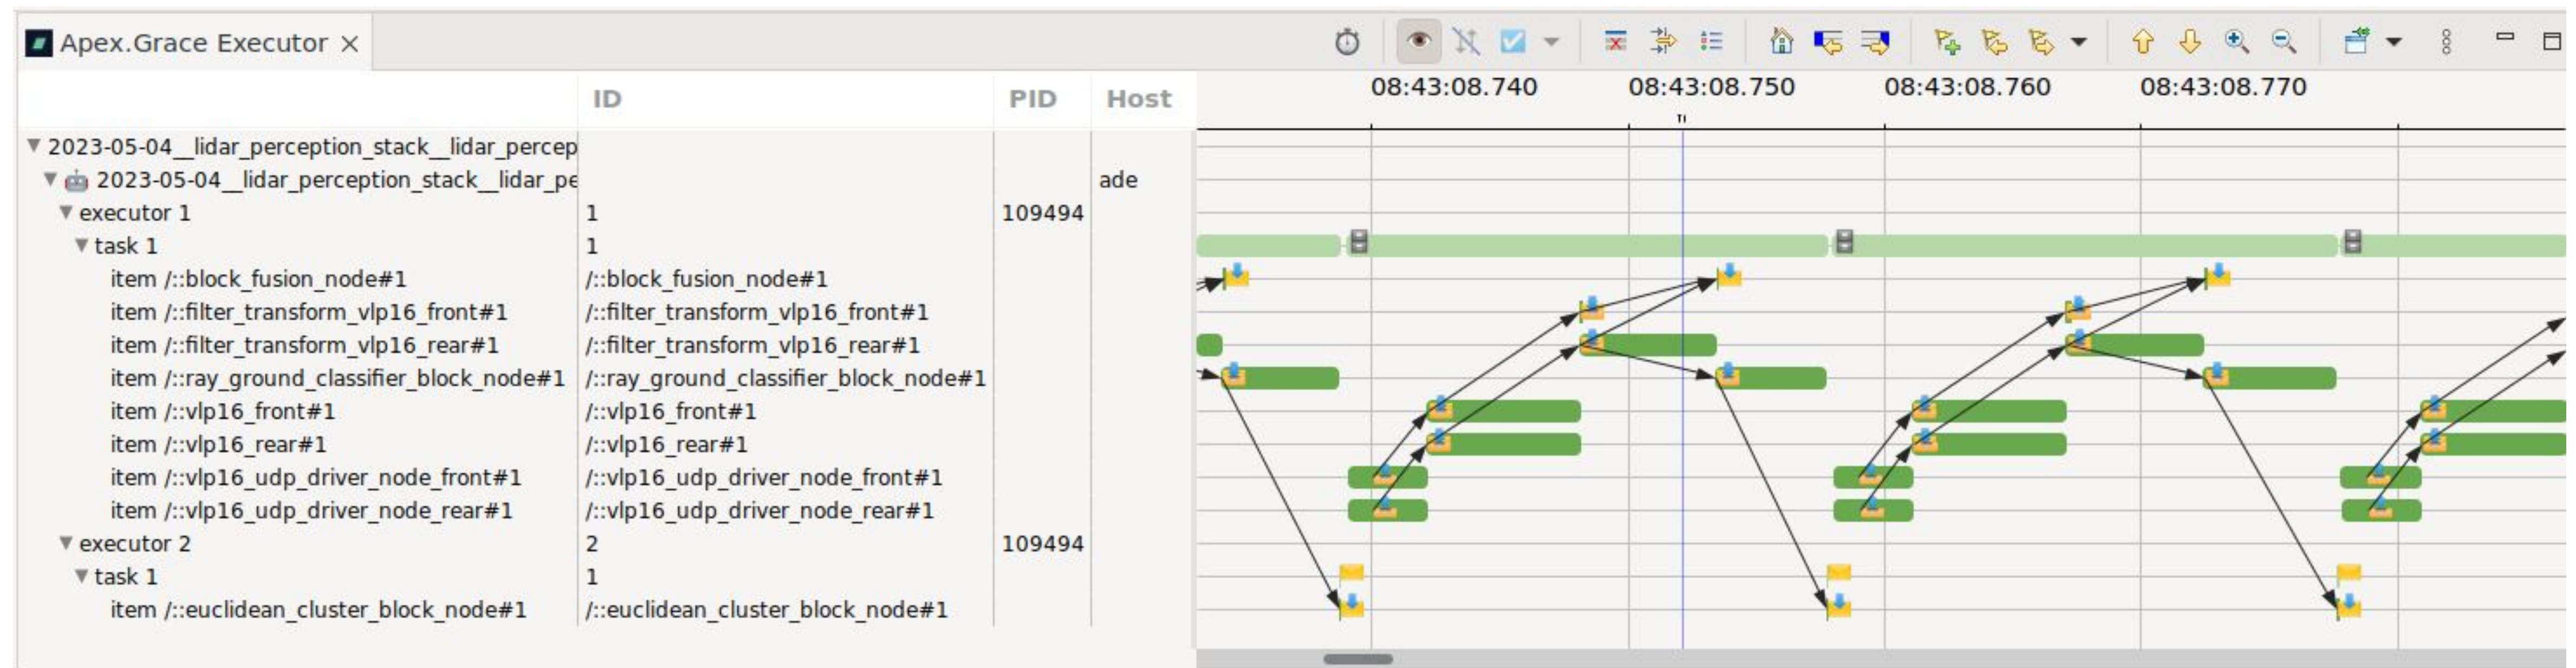 Apex.Grace Executor
ID PID Host 08:43:08.740 08:43:08.750 08:43:08.760 08:43:08.770
2023-05-04__lidar_perception_stack__lidar_percep
2023-05-04__lidar_perception_stack__lidar_pe ade
executor 1 1 109494
task 1 1
item /::block_fusion_node#1 /::block_fusion_node#1
item /::filter_transform_vlp16_front#1 /::filter_transform_vlp16_front#1
item /::filter_transform_vlp16_rear#1 /::filter_transform_vlp16_rear#1
item /::ray_ground_classifier_block_node#1 /::ray_ground_classifier_block_node#1
item /::vlp16_front#1 /::vlp16_front#1
item /::vlp16_rear#1 /::vlp16_rear#1
item /::vlp16_udp_driver_node_front#1 /::vlp16_udp_driver_node_front#1
item /::vlp16_udp_driver_node_rear#1 /::vlp16_udp_driver_node_rear#1
executor 2 2 109494
task 1 1
item /::euclidean_cluster_block_node#1 /::euclidean_cluster_block_node#1